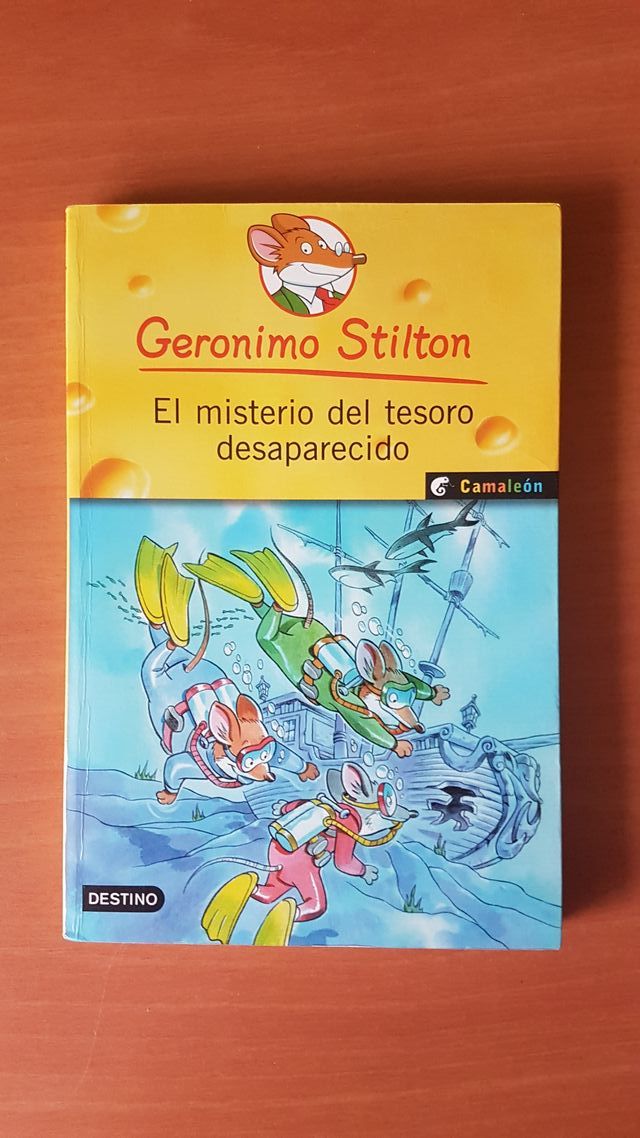 Geronimo Stilton
El misterio del tesoro
desaparecido
Camaleón
DESTINO